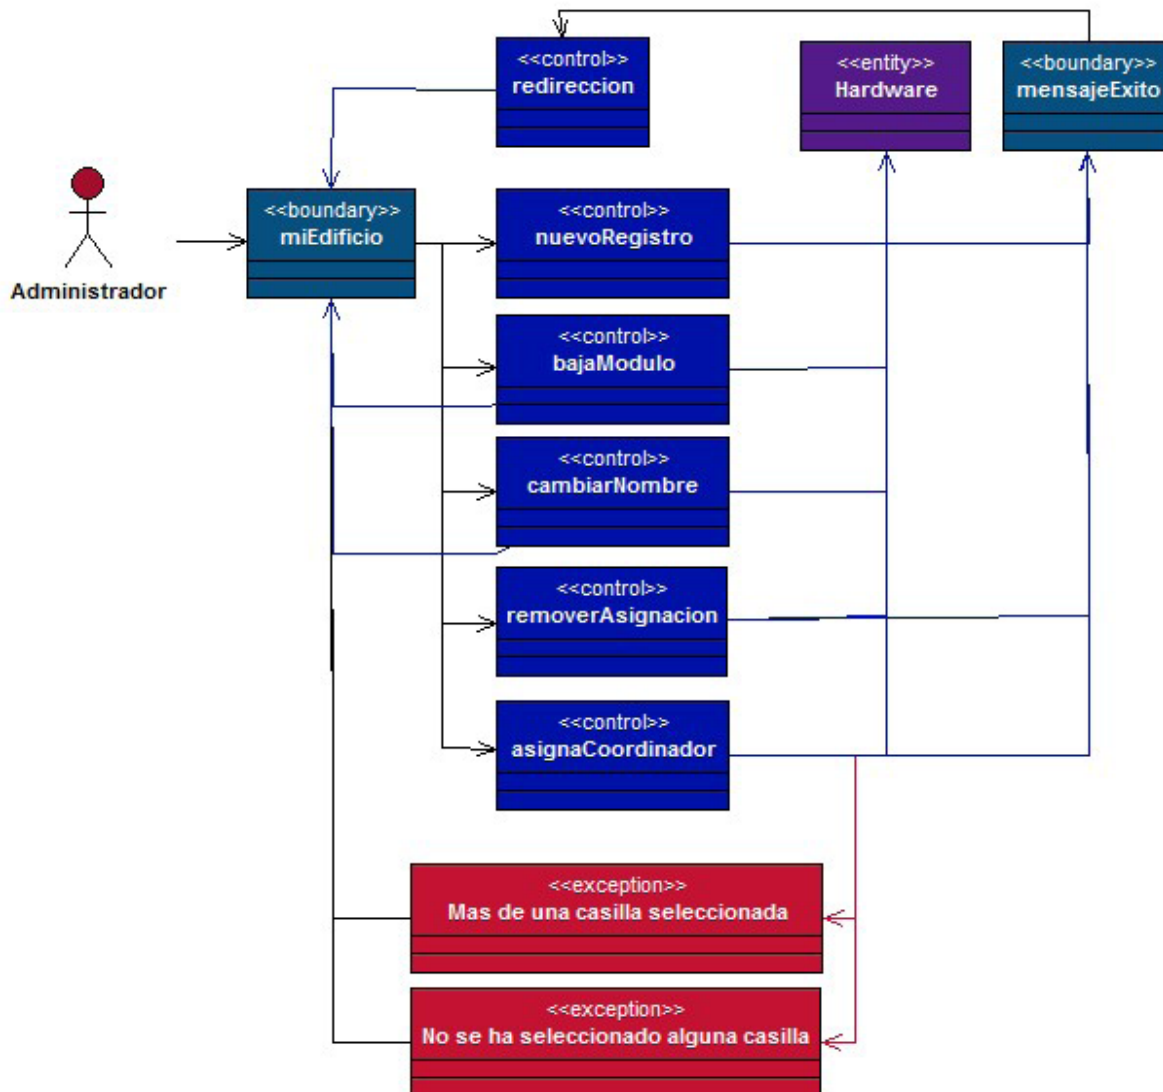 <<control>>
redireccion
<<entity>>
Hardware
<<boundary>>
mensajeExito
Administrador
<<boundary>>
miEdificio
<<control>>
nuevoRegistro
<<control>>
bajaModulo
<<control>>
cambiarNombre
<<control>>
removerAsignacion
<<control>>
asignaCoordinador
<<exception>>
Mas de una casilla seleccionada
<<exception>>
No se ha seleccionado alguna casilla